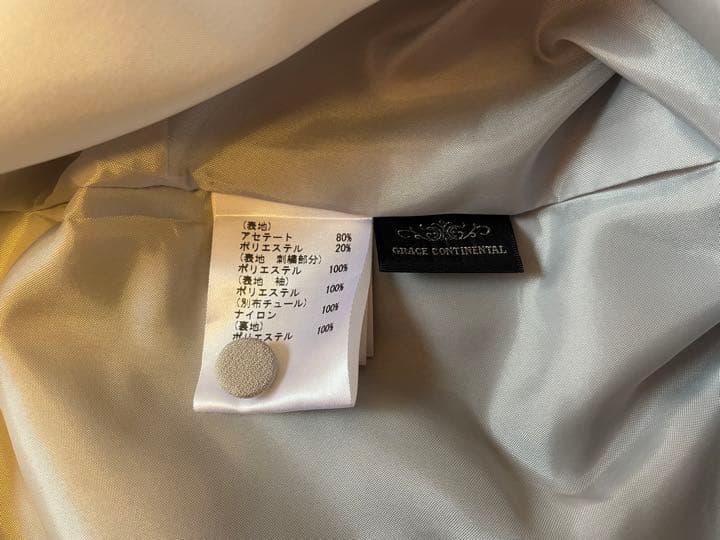 (表地)
アセテート 80%
ポリエステル 20%
(表地 刺繍部分)
ポリエステル 100%
(表地 袖)
ポリエステル 100%
(別布チュール)
ナイロン 100%
(裏地)
ポリエステル 100%
GRACE CONTINENTAL